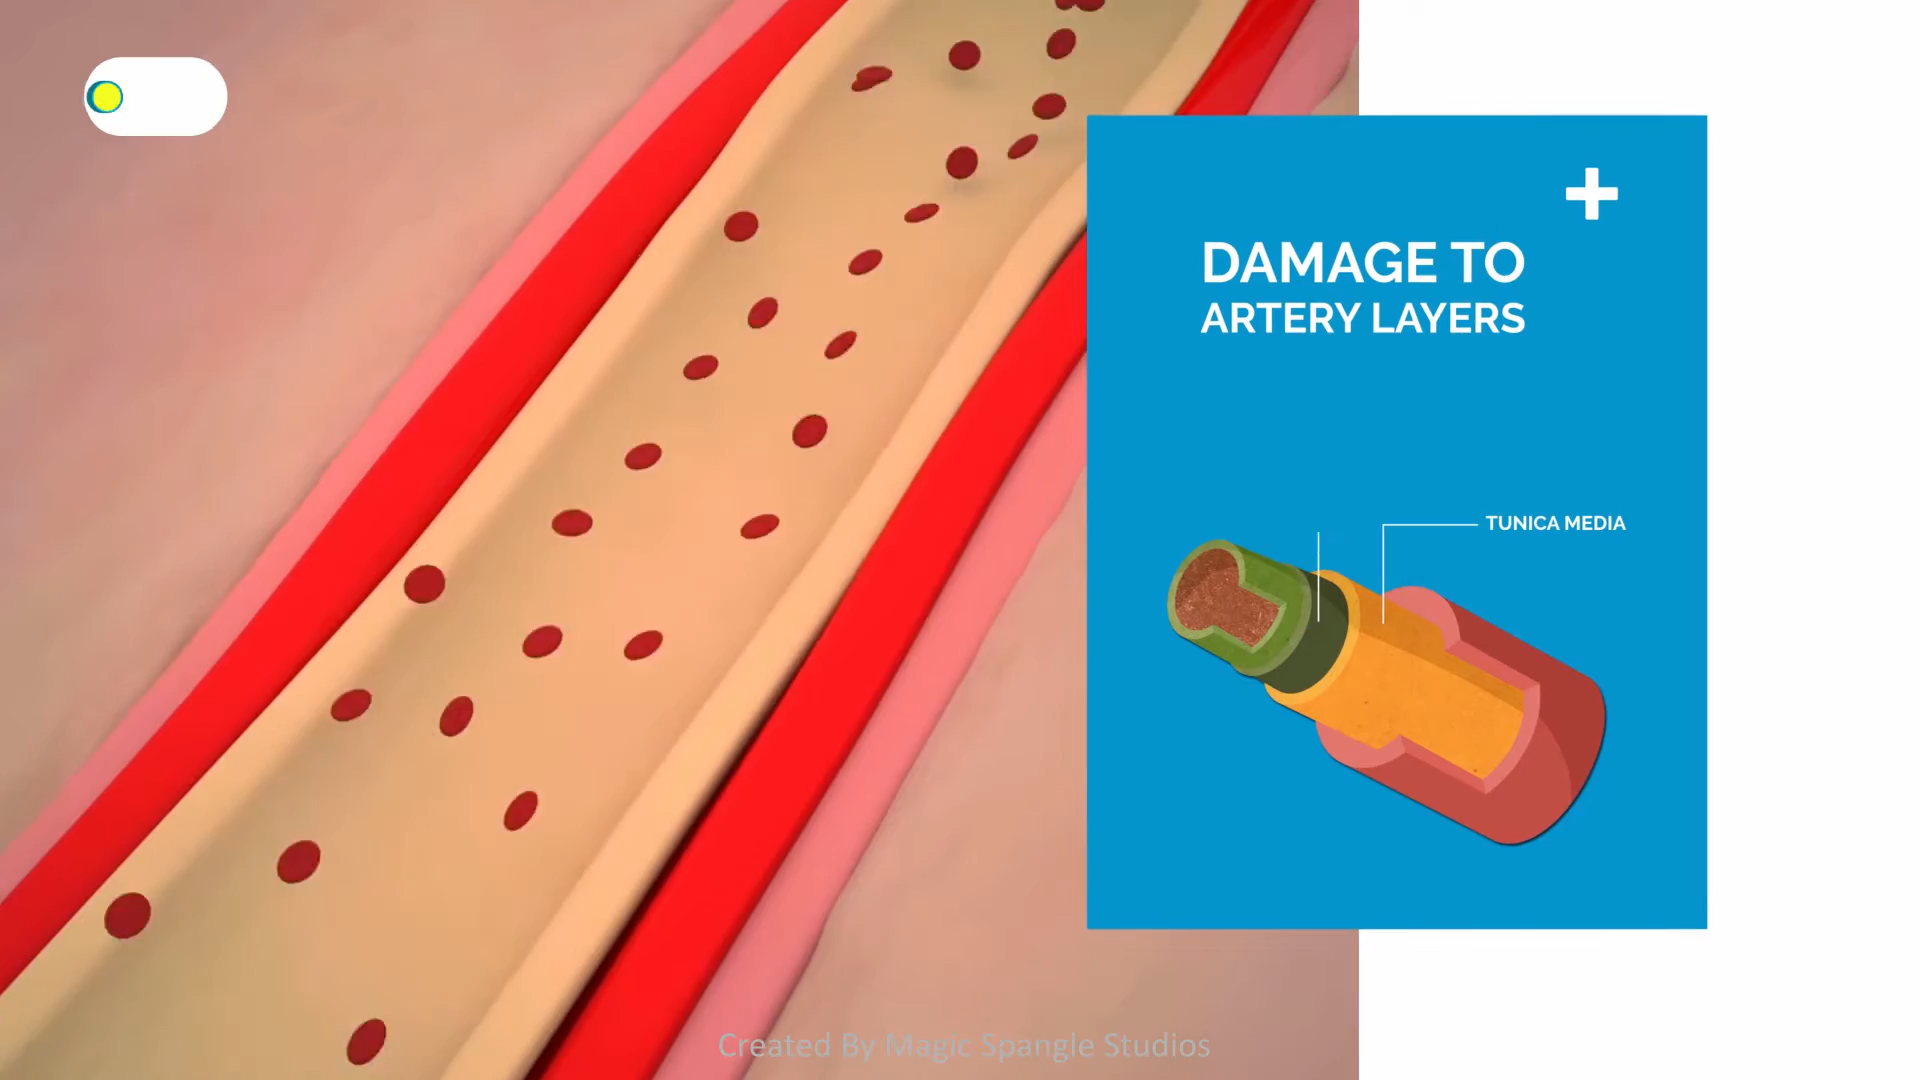 DAMAGE TO
ARTERY LAYERS
TUNICA MEDIA
Created By Magic Spangle Studios